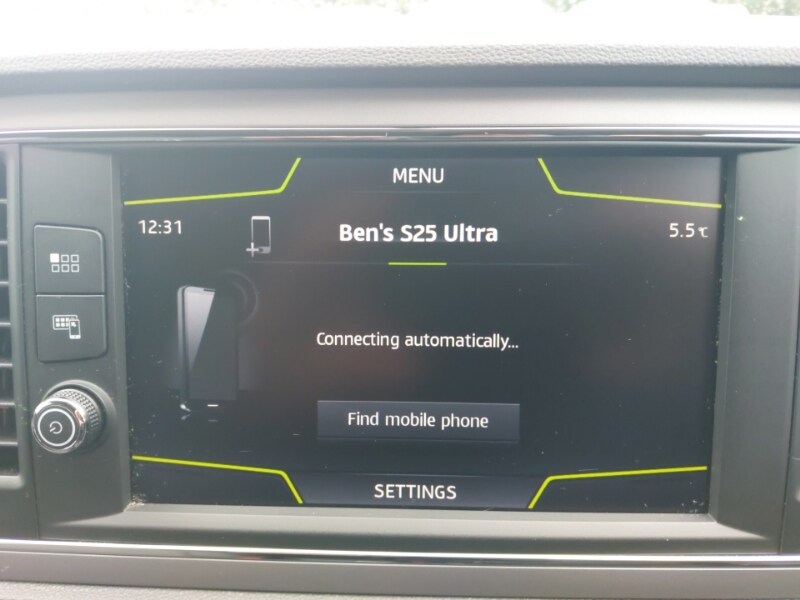 MENU
12:31
Ben's S25 Ultra
5.5℃
Connecting automatically...
Find mobile phone
SETTINGS